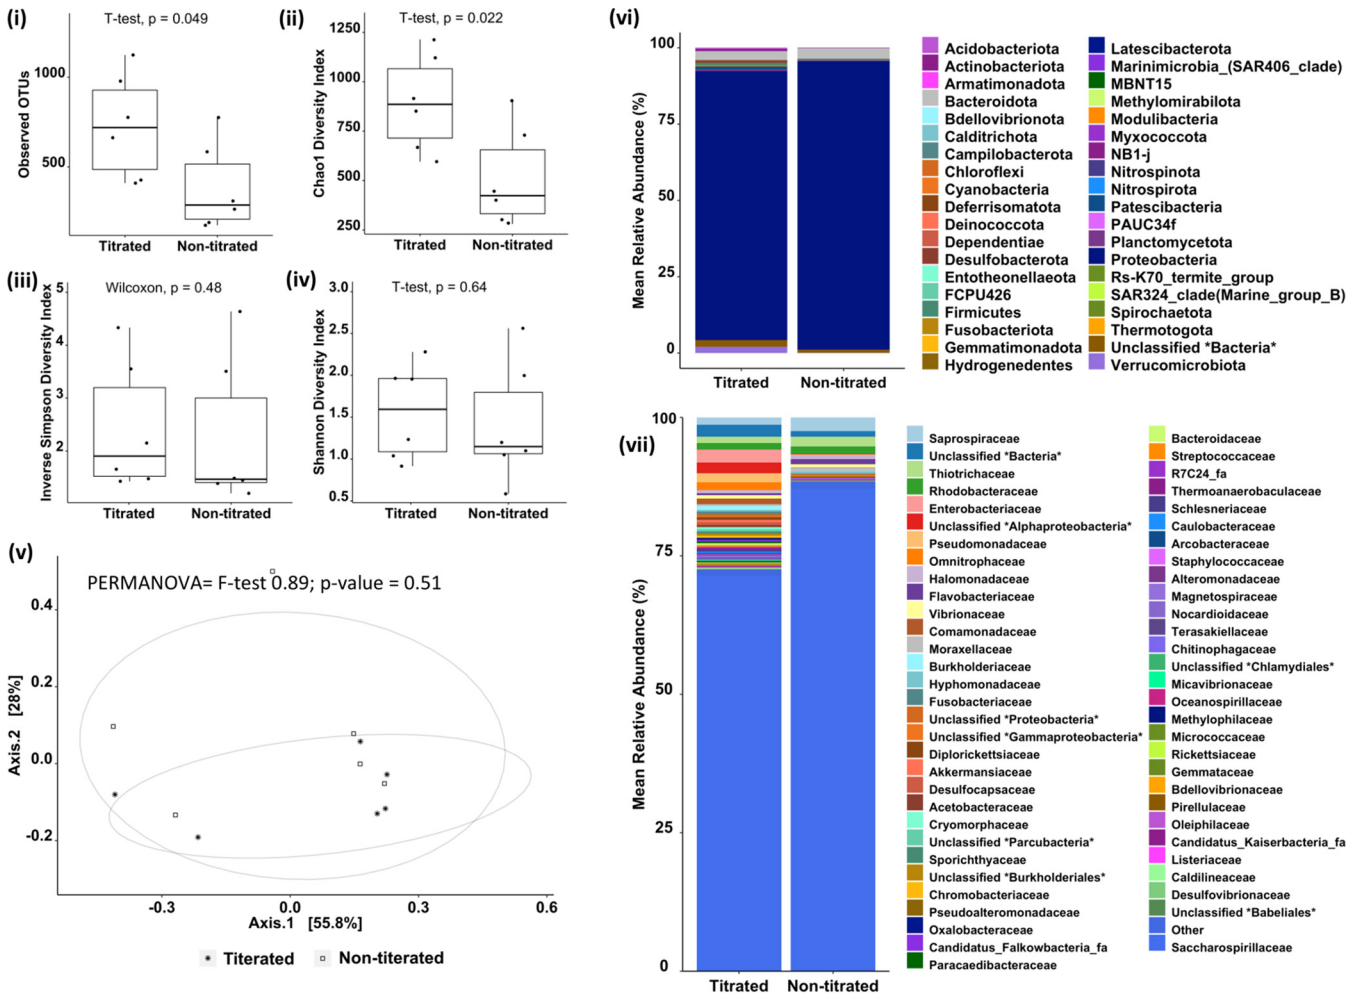 (i)
T-test, p = 0.049
Observed OTUs
1000
500
Titrated
Non-titrated
(ii)
T-test, p = 0.022
Chao1 Diversity Index
1250
1000
750
500
250
Titrated
Non-titrated
(iii)
Wilcoxon, p = 0.48
Inverse Simpson Diversity Index
5
4
3
2
Titrated
Non-titrated
(iv)
T-test, p = 0.64
Shannon Diversity Index
3.0
2.5
2.0
1.5
1.0
0.5
Titrated
Non-titrated
(v)
PERMANOVA= F-test 0.89; p-value = 0.51
Axis.2 [28%]
0.4
0.2
0.0
-0.2
-0.3
0.0
0.3
0.6
Axis.1 [55.8%]
Titerated
Non-titerated
(vi)
Mean Relative Abundance (%)
100
75
50
25
0
Titrated
Non-titrated
Acidobacteriota
Actinobacteriota
Armatimonadota
Bacteroidota
Bdellovibrionota
Calditrichota
Campilobacterota
Chloroflexi
Cyanobacteria
Deferrisomatota
Deinococcota
Dependentiae
Desulfobacterota
Entotheonellaeota
FCPU426
Firmicutes
Fusobacteriota
Gemmatimonadota
Hydrogenedentes
Latescibacterota
Marinimicrobia_(SAR406_clade)
MBNT15
Methylomirabilota
Modulibacteria
Myxococcota
NB1-j
Nitrospinota
Nitrospirota
Patescibacteria
PAUC34f
Planctomycetota
Proteobacteria
Rs-K70_termite_group
SAR324_clade(Marine_group_B)
Spirochaetota
Thermotogota
Unclassified *Bacteria*
Verrucomicrobiota
(vii)
Mean Relative Abundance (%)
100
75
50
25
0
Titrated
Non-titrated
Saprospiraceae
Unclassified *Bacteria*
Thiotrichaceae
Rhodobacteraceae
Enterobacteriaceae
Unclassified *Alphaproteobacteria*
Pseudomonadaceae
Omnitrophaceae
Halomonadaceae
Flavobacteriaceae
Vibrionaceae
Comamonadaceae
Moraxellaceae
Burkholderiaceae
Hyphomonadaceae
Fusobacteriaceae
Unclassified *Proteobacteria*
Unclassified *Gammaproteobacteria*
Diplorickettsiaceae
Akkermansiaceae
Desulfocapsaceae
Acetobacteraceae
Cryomorphaceae
Unclassified *Parcubacteria*
Sporichthyaceae
Unclassified *Burkholderiales*
Chromobacteriaceae
Pseudoalteromonadaceae
Oxalobacteraceae
Candidatus_Falkowbacteria_fa
Paracaedibacteraceae
Bacteroidaceae
Streptococcaceae
R7C24_fa
Thermoanaerobaculaceae
Schlesneriaceae
Caulobacteraceae
Arcobacteraceae
Staphylococcaceae
Alteromonadaceae
Magnetospiraceae
Nocardioidaceae
Terasakiellaceae
Chitinophagaceae
Unclassified *Chlamydiales*
Micavibrionaceae
Oceanospirillaceae
Methylophilaceae
Micrococcaceae
Rickettsiaceae
Gemmataceae
Bdellovibrionaceae
Pirellulaceae
Oleiphilaceae
Candidatus_Kaiserbacteria_fa
Listeriaceae
Caldilineaceae
Desulfovibrionaceae
Unclassified *Babeliales*
Other
Saccharospirillaceae